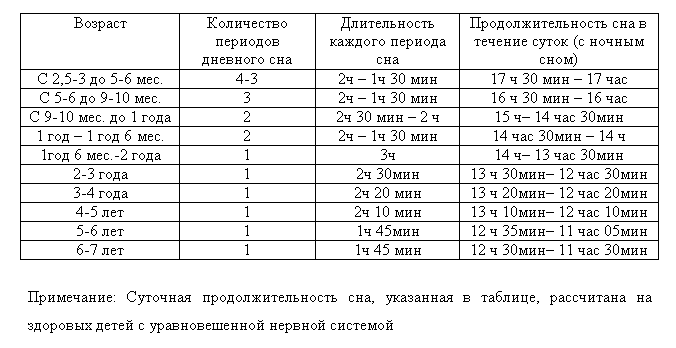 Возраст Количество периодов дневного сна Длительность каждого периода сна Продолжительность сна в течение суток (с ночным сном)
С 2,5-3 до 5-6 мес. 4-3 2ч – 1ч 30 мин 17 ч 30 мин – 17 час
С 5-6 до 9-10 мес. 3 2ч – 1ч 30 мин 16 ч 30 мин – 16 час
С 9-10 мес. до 1 года 2 2ч 30 мин – 2 ч 15 ч– 14 час 30мин
1 год – 1 год 6 мес. 2 2ч – 1ч 30 мин 14 час 30мин – 14 ч
1год 6 мес.-2 года 1 3ч 14 ч– 13 час 30мин
2-3 года 1 2ч 30мин 13 ч 30мин– 12 час 30мин
3-4 года 1 2ч 20 мин 13 ч 20мин– 12 час 20мин
4-5 лет 1 2ч 10 мин 13 ч 10мин– 12 час 10мин
5-6 лет 1 1ч 45мин 12 ч 35мин– 11 час 05мин
6-7 лет 1 1ч 45 мин 12 ч 30мин– 11 час 30мин
Примечание: Суточная продолжительность сна, указанная в таблице, рассчитана на
здоровых детей с уравновешенной нервной системой